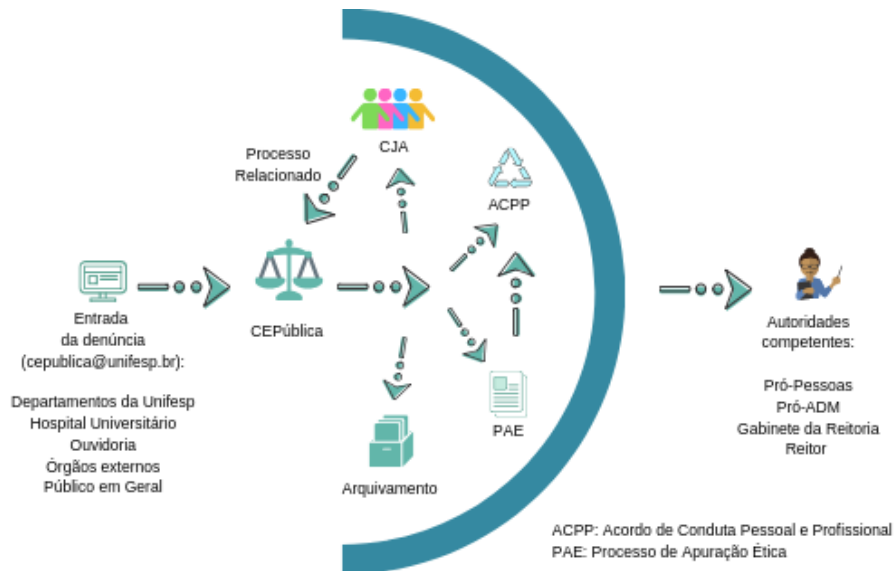 CJA
Processo
Relacionado
ACPP
Entrada
da denúncia
(cepublica@unifesp.br):
Departamentos da Unifesp
Hospital Universitário
Ouvidoria
Órgãos externos
Público em Geral
CEPública
PAE
Arquivamento
Autoridades
competentes:
Pró-Pessoas
Pró-ADM
Gabinete da Reitoria
Reitor
ACPP: Acordo de Conduta Pessoal e Profissional
PAE: Processo de Apuração Ética